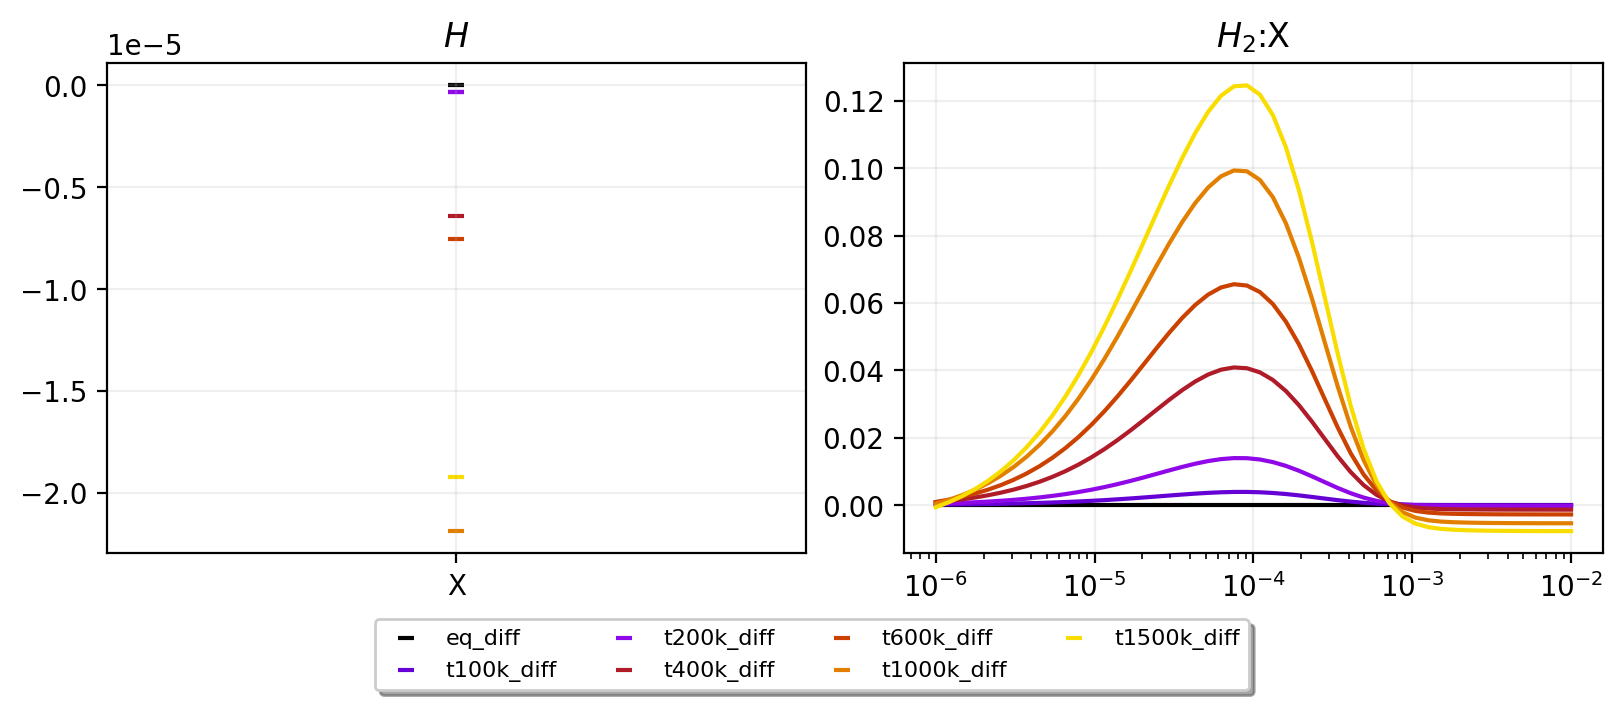 H
1e−5
0.0
−0.5
−1.0
−1.5
−2.0
X
H₂:X
0.12
0.10
0.08
0.06
0.04
0.02
0.00
10⁻⁶ 10⁻⁵ 10⁻⁴ 10⁻³ 10⁻²
eq_diff t200k_diff t600k_diff t1500k_diff
t100k_diff t400k_diff t1000k_diff